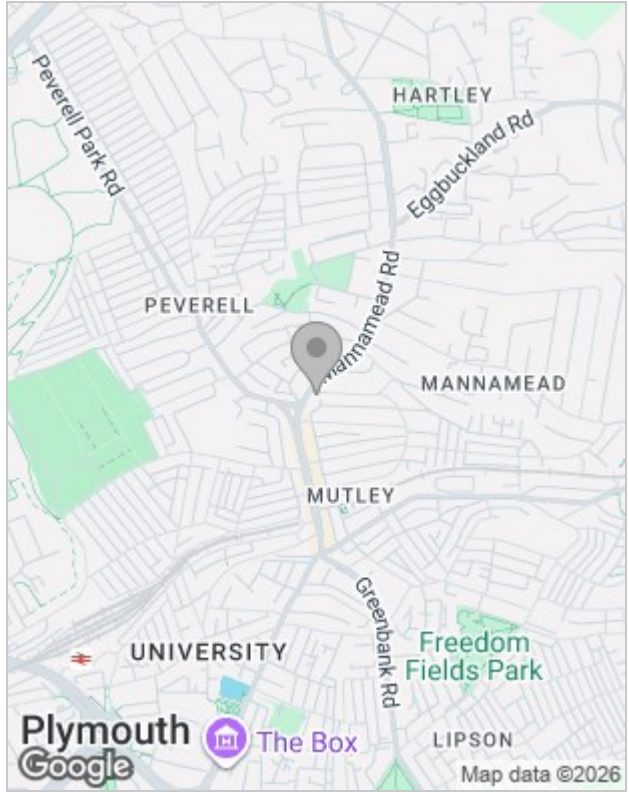 HARTLEY
Peverell Park Rd
Eggbuckland Rd
PEVERELL
Mannamead Rd
MANNAMEAD
MUTLEY
Greenbank Rd
UNIVERSITY
Freedom
Fields Park
Plymouth
The Box
LIPSON
Google
Map data ©2026